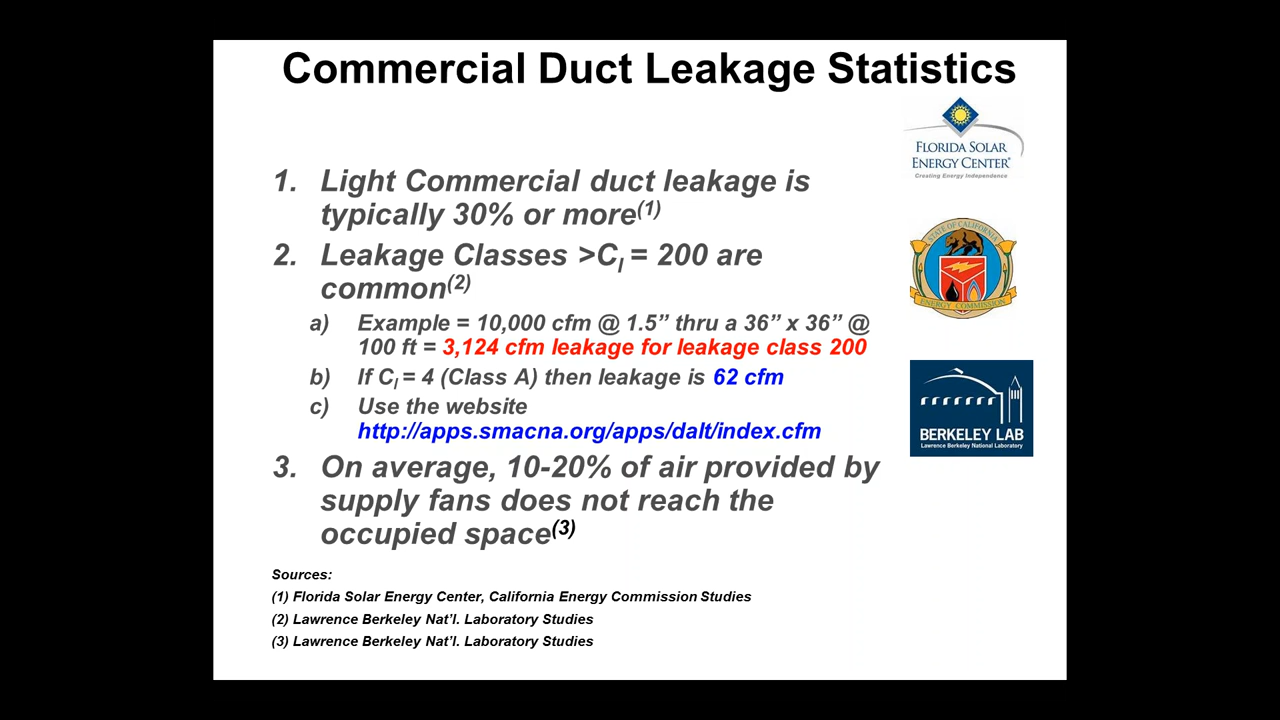 Commercial Duct Leakage Statistics
FLORIDA SOLAR
ENERGY CENTER®
Creating Energy Independence
1. Light Commercial duct leakage is
typically 30% or more(1)
STATE OF CALIFORNIA
ENERGY COMMISSION
2. Leakage Classes >Cl = 200 are
common(2)
a) Example = 10,000 cfm @ 1.5” thru a 36” x 36” @
100 ft = 3,124 cfm leakage for leakage class 200
b) If Cl = 4 (Class A) then leakage is 62 cfm
c) Use the website
http://apps.smacna.org/apps/dalt/index.cfm
BERKELEY LAB
Lawrence Berkeley National Laboratory
3. On average, 10-20% of air provided by
supply fans does not reach the
occupied space(3)
Sources:
(1) Florida Solar Energy Center, California Energy Commission Studies
(2) Lawrence Berkeley Nat’l. Laboratory Studies
(3) Lawrence Berkeley Nat’l. Laboratory Studies